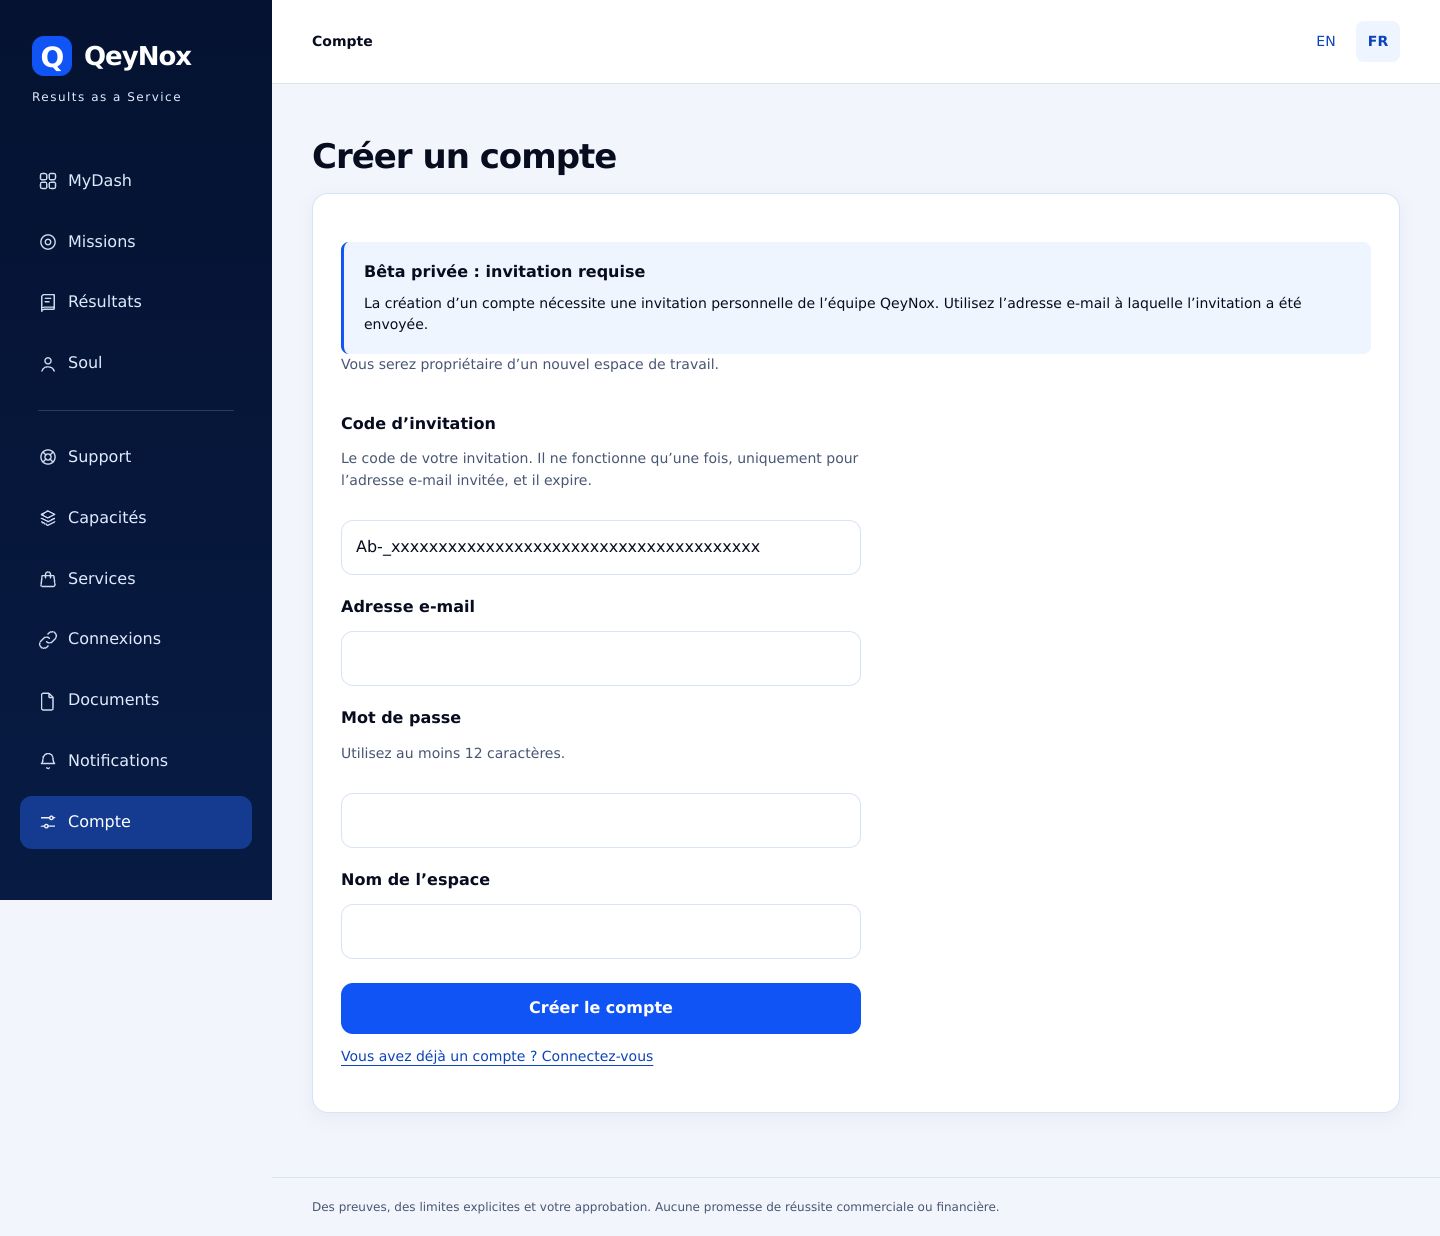 Q QeyNox
Results as a Service
MyDash
Missions
Résultats
Soul
Support
Capacités
Services
Connexions
Documents
Notifications
Compte
Compte
EN FR
Créer un compte
Bêta privée : invitation requise
La création d’un compte nécessite une invitation personnelle de l’équipe QeyNox. Utilisez l’adresse e-mail à laquelle l’invitation a été
envoyée.
Vous serez propriétaire d’un nouvel espace de travail.
Code d’invitation
Le code de votre invitation. Il ne fonctionne qu’une fois, uniquement pour
l’adresse e-mail invitée, et il expire.
Ab-_xxxxxxxxxxxxxxxxxxxxxxxxxxxxxxxxxxxxxxx
Adresse e-mail
Mot de passe
Utilisez au moins 12 caractères.
Nom de l’espace
Créer le compte
Vous avez déjà un compte ? Connectez-vous
Des preuves, des limites explicites et votre approbation. Aucune promesse de réussite commerciale ou financière.